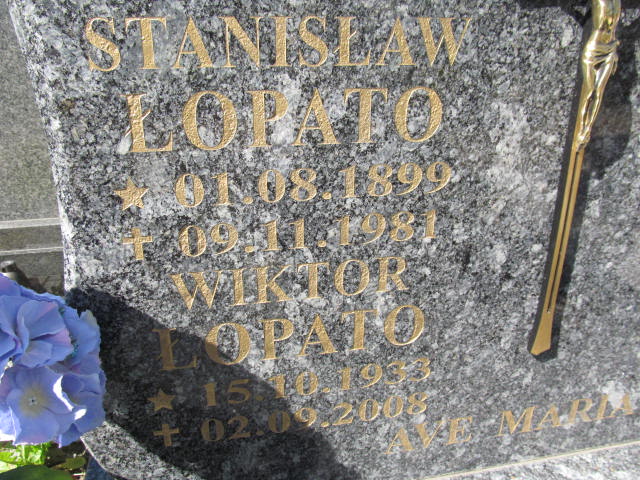 STANISŁAW
ŁOPATO
★ 01.08.1899
✝ 09.11.1981
WIKTOR
ŁOPATO
★ 15.10.1933
✝ 02.09.2008
AVE MARIA